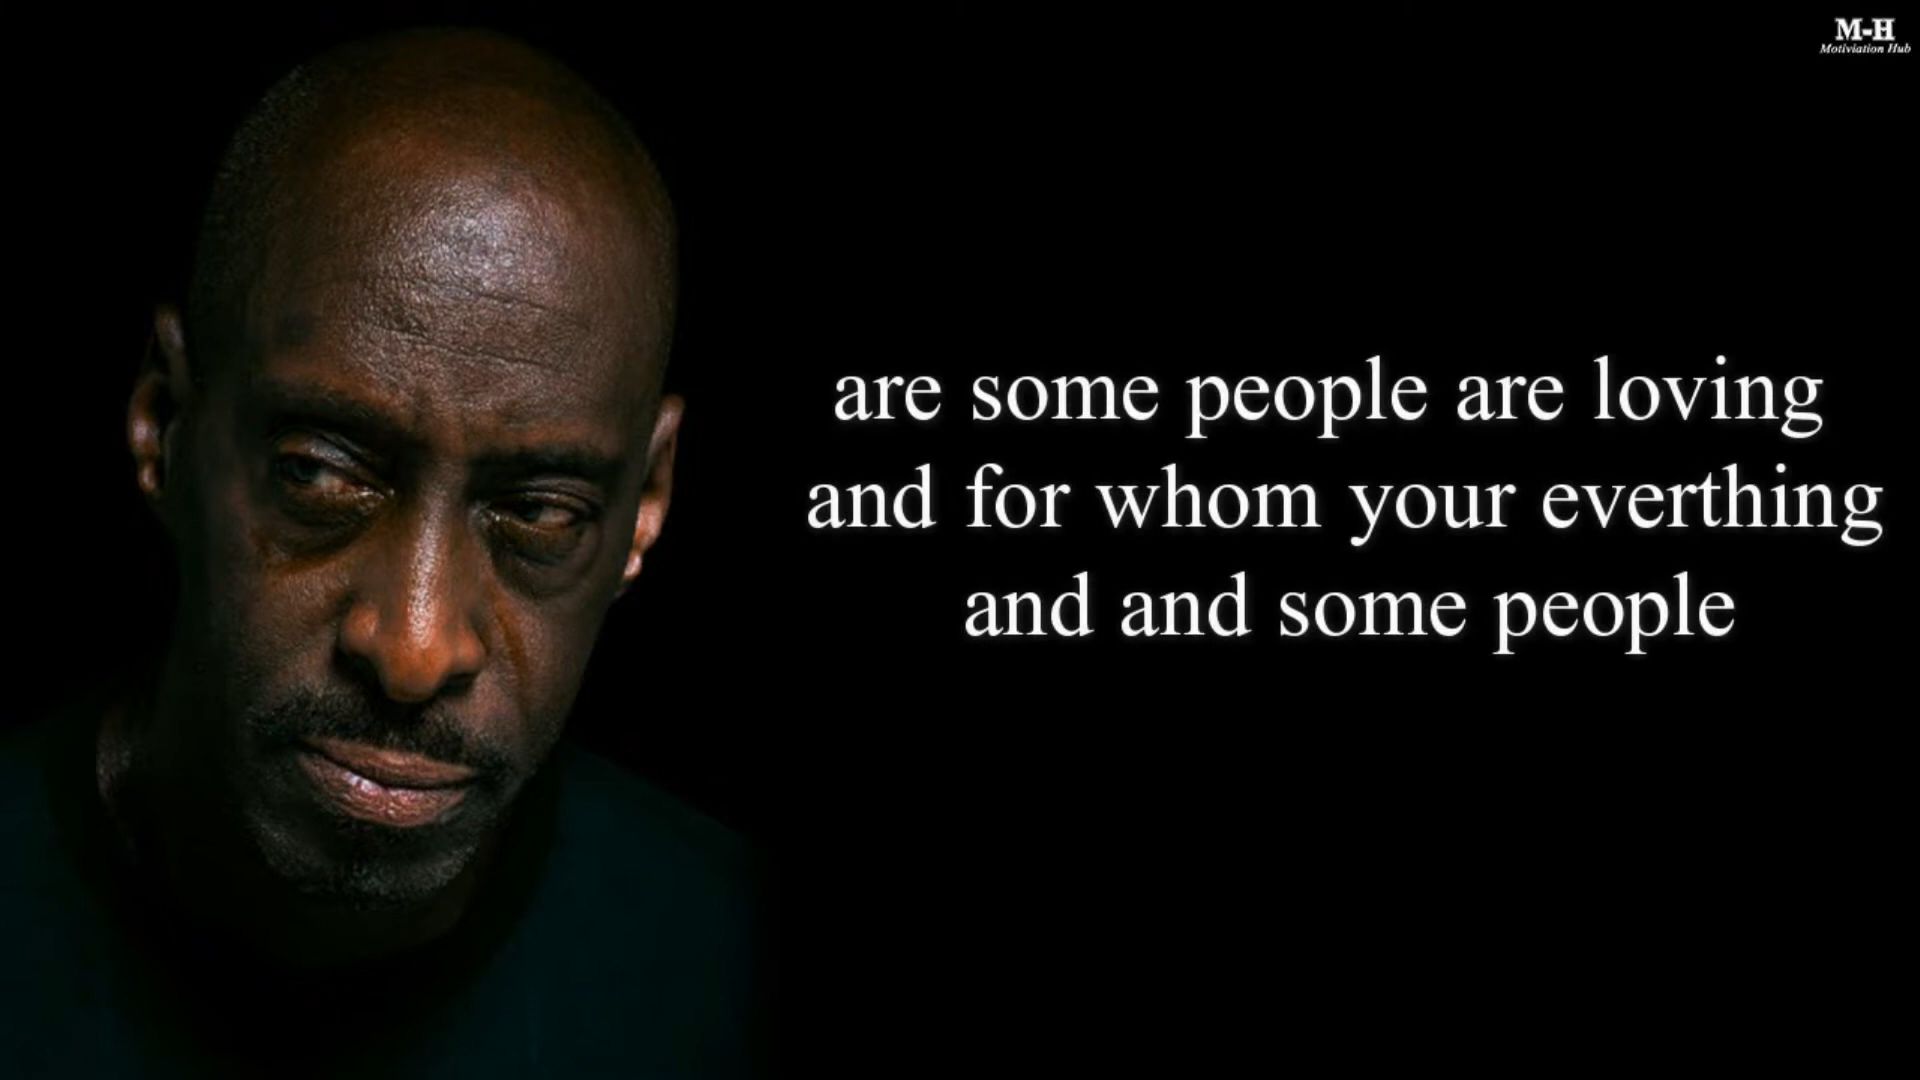 M-H
Motiviation Hub
are some people are loving
and for whom your everthing
and and some people